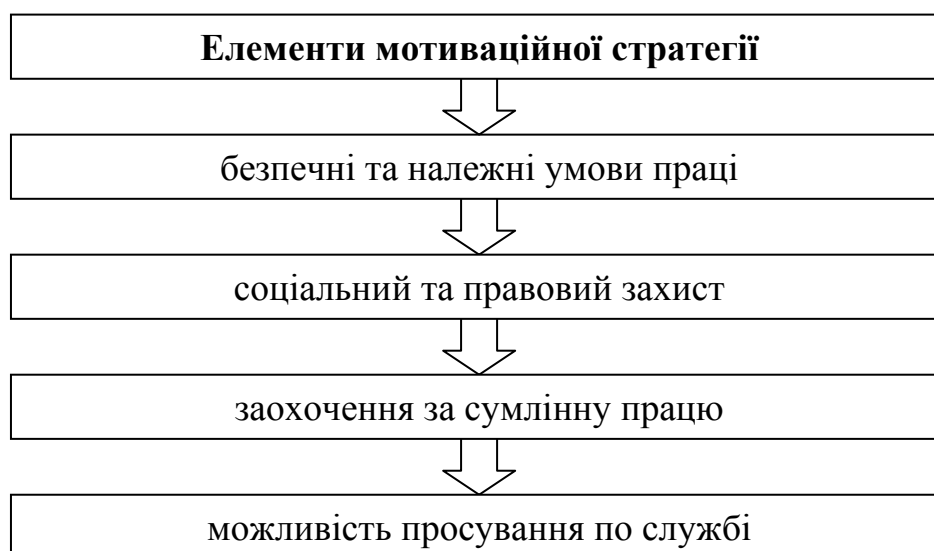 Елементи мотиваційної стратегії
безпечні та належні умови праці
соціальний та правовий захист
заохочення за сумлінну працю
можливість просування по службі